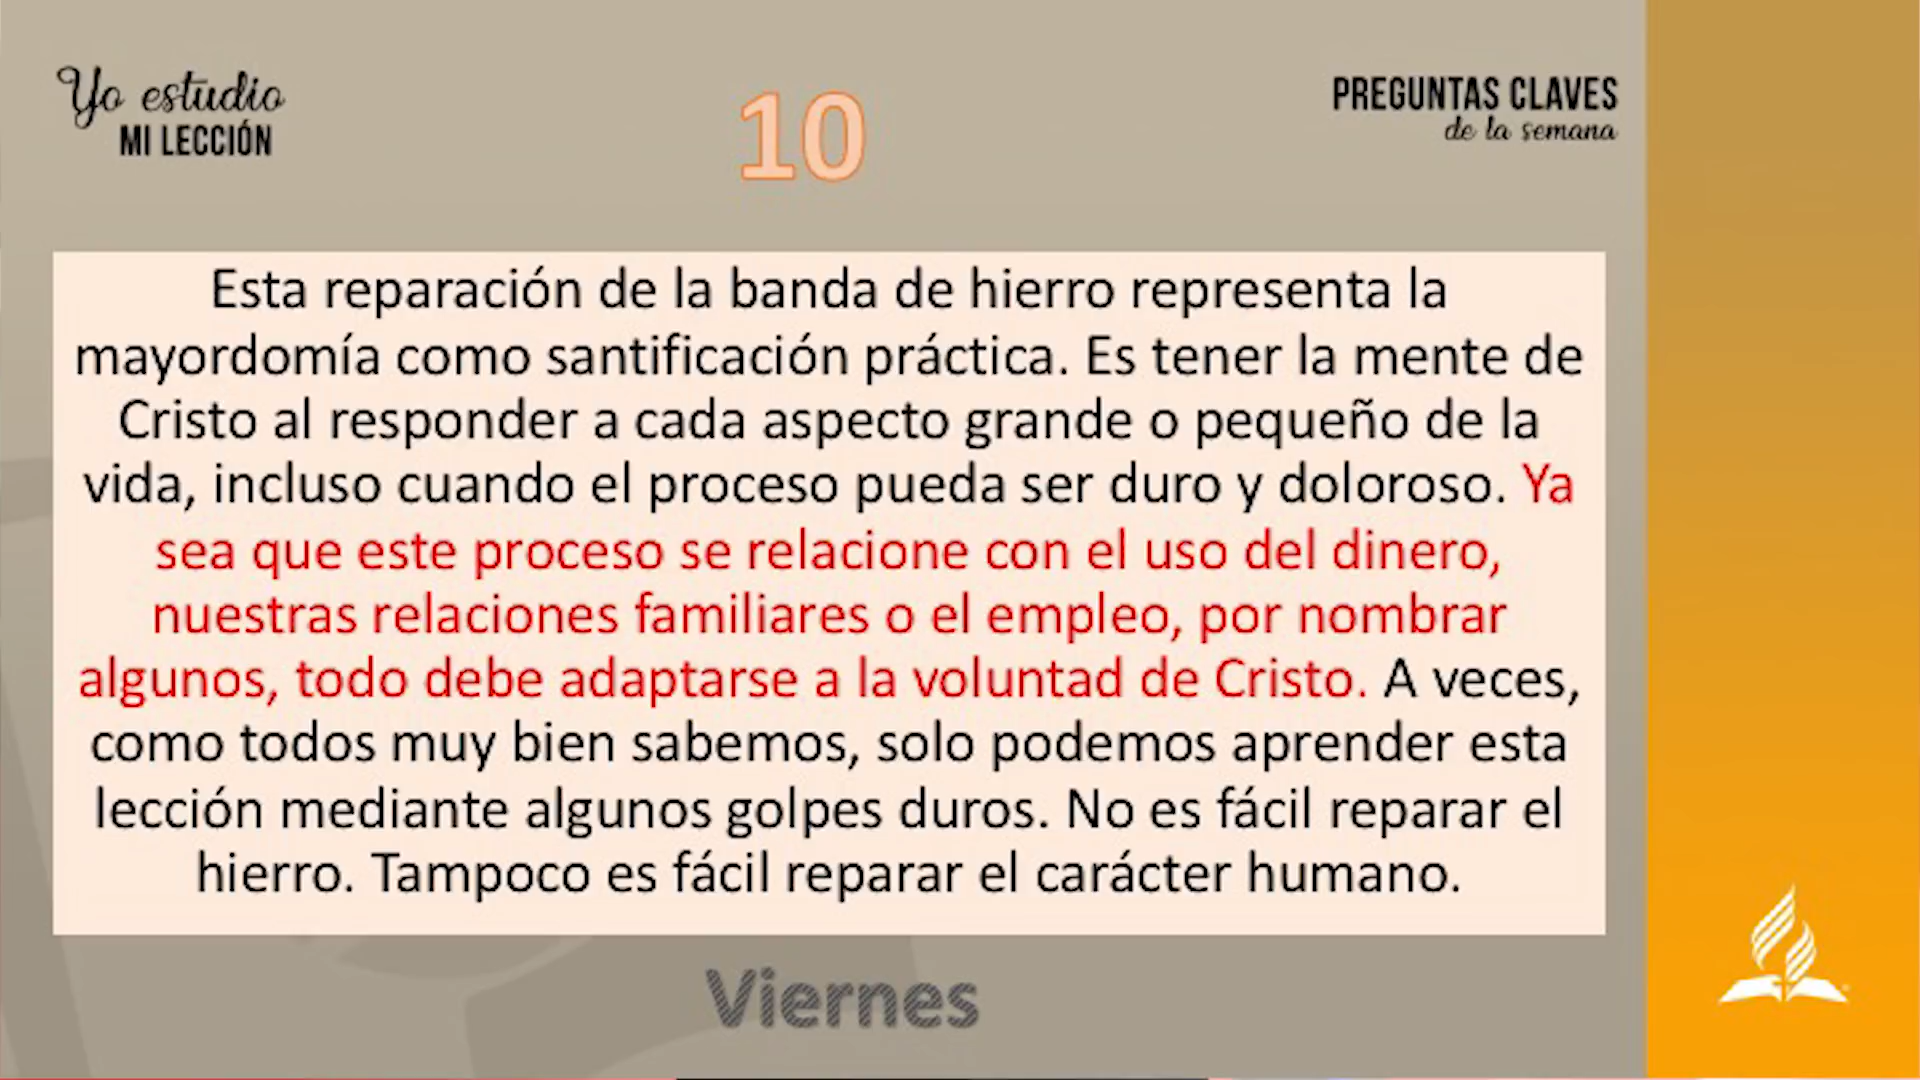 Yo estudio
MI LECCIÓN
10
PREGUNTAS CLAVES
de la semana
Esta reparación de la banda de hierro representa la
mayordomía como santificación práctica. Es tener la mente de
Cristo al responder a cada aspecto grande o pequeño de la
vida, incluso cuando el proceso pueda ser duro y doloroso. Ya
sea que este proceso se relacione con el uso del dinero,
nuestras relaciones familiares o el empleo, por nombrar
algunos, todo debe adaptarse a la voluntad de Cristo. A veces,
como todos muy bien sabemos, solo podemos aprender esta
lección mediante algunos golpes duros. No es fácil reparar el
hierro. Tampoco es fácil reparar el carácter humano.
Viernes